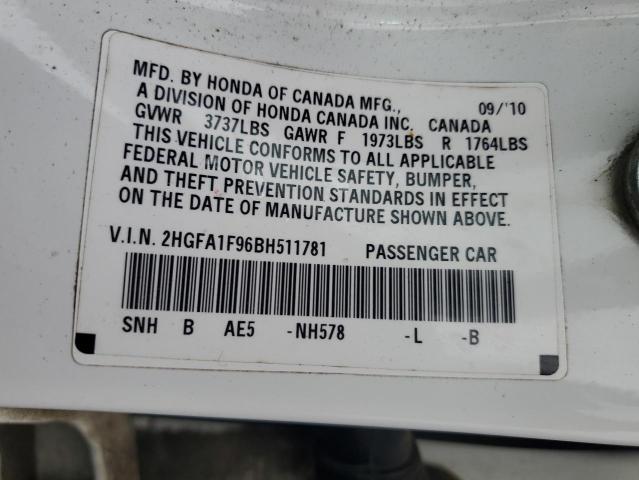 MFD. BY HONDA OF CANADA MFG., 09/'10
A DIVISION OF HONDA CANADA INC, CANADA
GVWR 3737LBS GAWR F 1973LBS R 1764LBS
THIS VEHICLE CONFORMS TO ALL APPLICABLE
FEDERAL MOTOR VEHICLE SAFETY, BUMPER,
AND THEFT PREVENTION STANDARDS IN EFFECT
ON THE DATE OF MANUFACTURE SHOWN ABOVE.
V.I.N. 2HGFA1F96BH511781 PASSENGER CAR
SNH B AE5 -NH578 -L -B